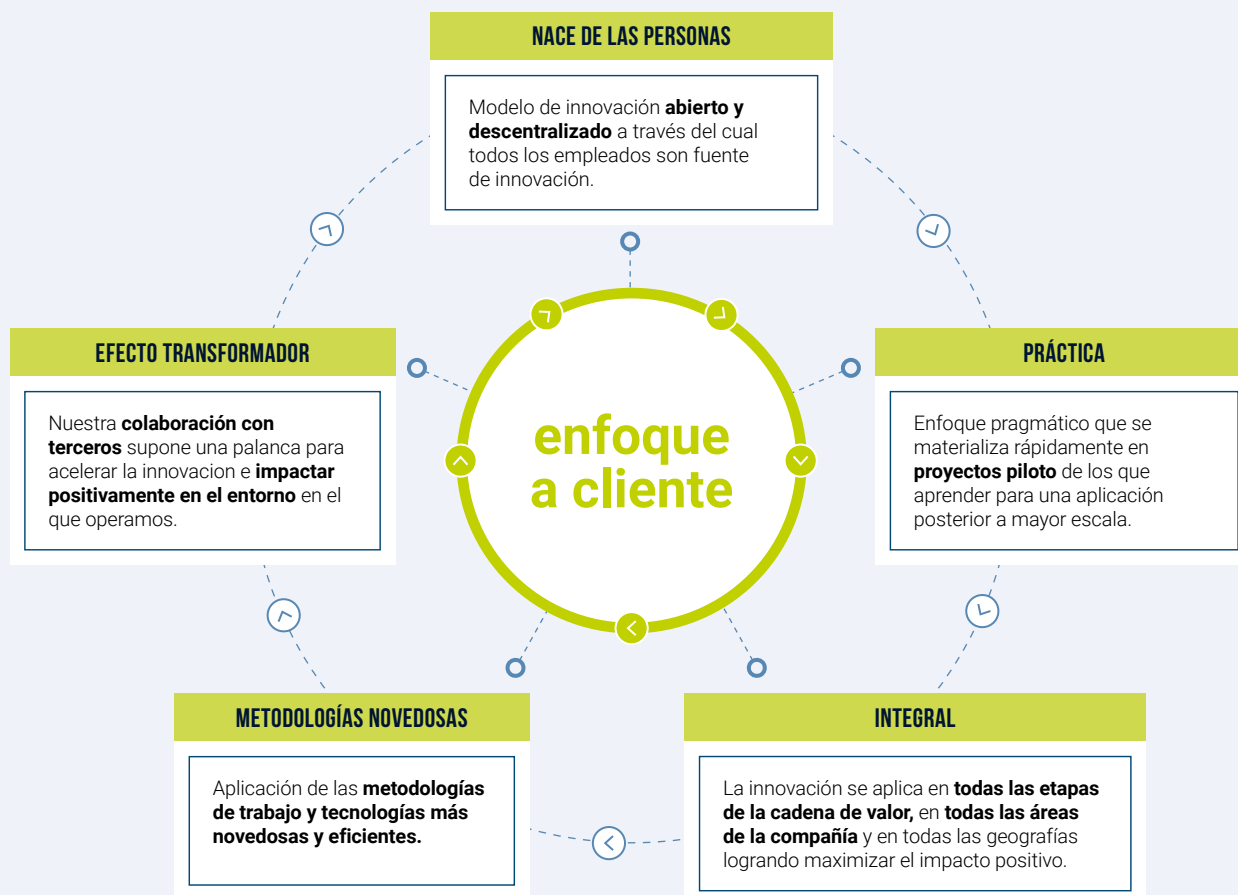 NACE DE LAS PERSONAS
Modelo de innovación abierto y
descentralizado a través del cual
todos los empleados son fuente
de innovación.
EFECTO TRANSFORMADOR
Nuestra colaboración con
terceros supone una palanca para
acelerar la innovacion e impactar
positivamente en el entorno en el
que operamos.
enfoque
a cliente
PRÁCTICA
Enfoque pragmático que se
materializa rápidamente en
proyectos piloto de los que
aprender para una aplicación
posterior a mayor escala.
METODOLOGÍAS NOVEDOSAS
Aplicación de las metodologías
de trabajo y tecnologías más
novedosas y eficientes.
INTEGRAL
La innovación se aplica en todas las etapas
de la cadena de valor, en todas las áreas
de la compañía y en todas las geografías
logrando maximizar el impacto positivo.